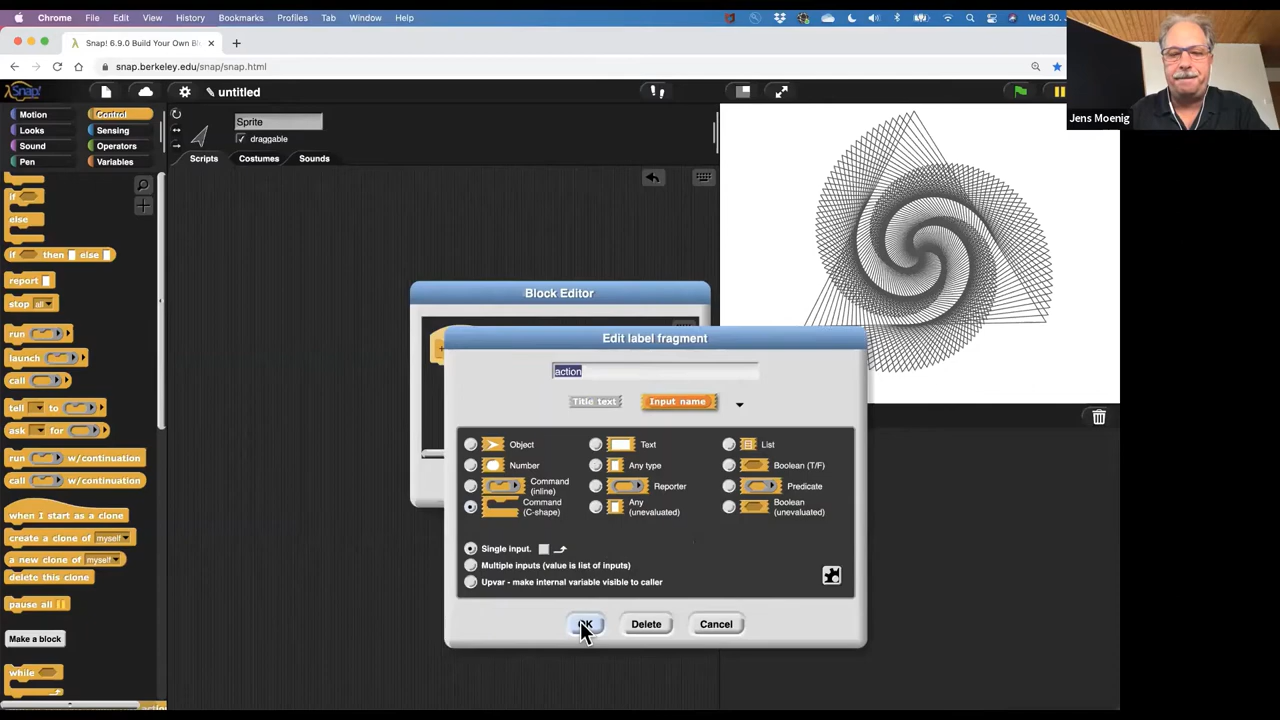 Chrome File Edit View History Bookmarks Profiles Tab Window Help Wed 30.
Snap! 6.9.0 Build Your Own Bl
snap.berkeley.edu/snap/snap.html
Snap! untitled
Jens Moenig
Motion Control
Looks Sensing
Sound Operators
Pen Variables
Sprite
draggable
Scripts Costumes Sounds
if
else
if then else
report
stop all
run
launch
call
tell to
ask for
run w/continuation
call w/continuation
when I start as a clone
create a clone of myself
a new clone of myself
delete this clone
pause all
Make a block
while
Block Editor
Edit label fragment
action
Title text Input name
Object Text List
Number Any type Boolean (T/F)
Command (inline) Reporter Predicate
Command (C-shape) Any (unevaluated) Boolean (unevaluated)
Single input.
Multiple inputs (value is list of inputs)
Upvar - make internal variable visible to caller
OK Delete Cancel